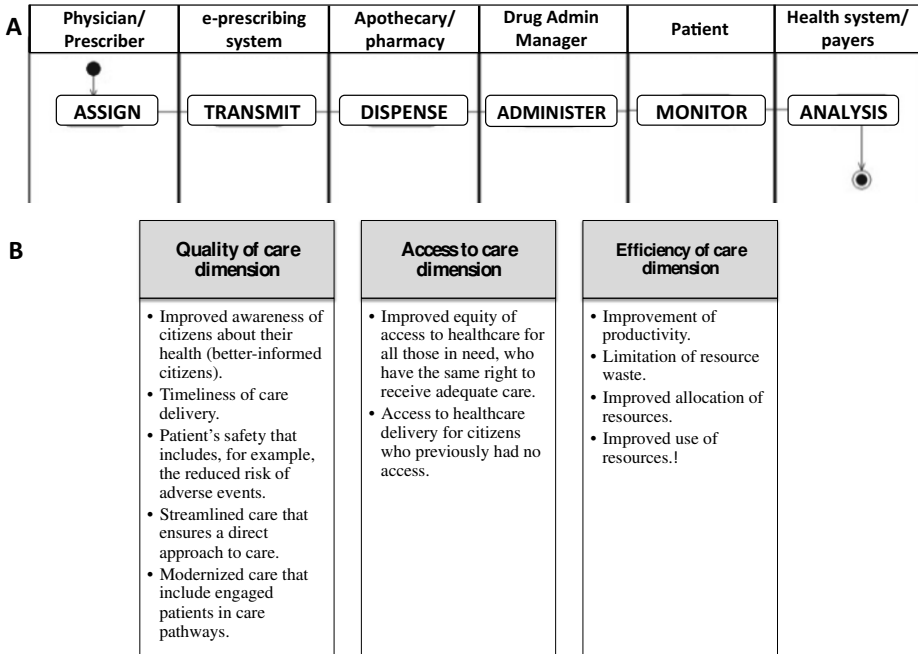 A
Physician/
Prescriber
e-prescribing
system
Apothecary/
pharmacy
Drug Admin
Manager
Patient
Health system/
payers
ASSIGN
TRANSMIT
DISPENSE
ADMINISTER
MONITOR
ANALYSIS
B
Quality of care
dimension
• Improved awareness of
citizens about their
health (better-informed
citizens).
• Timeliness of care
delivery.
• Patient's safety that
includes, for example,
the reduced risk of
adverse events.
• Streamlined care that
ensures a direct
approach to care.
• Modernized care that
include engaged
patients in care
pathways.
Access to care
dimension
• Improved equity of
access to healthcare for
all those in need, who
have the same right to
receive adequate care.
• Access to healthcare
delivery for citizens
who previously had no
access.
Efficiency of care
dimension
• Improvement of
productivity.
• Limitation of resource
waste.
• Improved allocation of
resources.
• Improved use of
resources.!